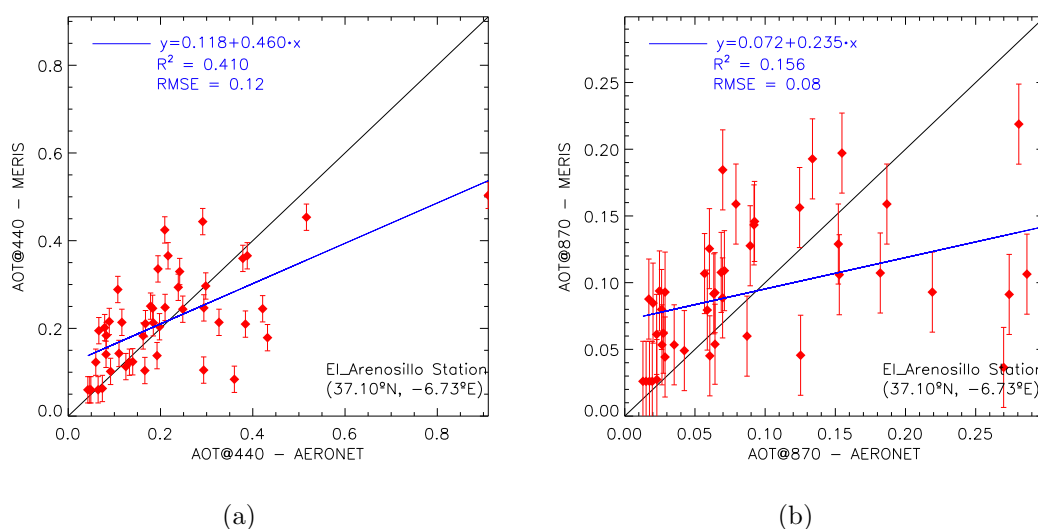 y=0.118+0.460·x
R² = 0.410
RMSE = 0.12
AOT@440 – MERIS
0.8
0.6
0.4
0.2
0.0
El_Arenosillo Station
(37.10ºN, –6.73ºE)
0.0 0.2 0.4 0.6 0.8
AOT@440 – AERONET
(a)
y=0.072+0.235·x
R² = 0.156
RMSE = 0.08
AOT@870 – MERIS
0.25
0.20
0.15
0.10
0.05
0.00
El_Arenosillo Station
(37.10ºN, –6.73ºE)
0.00 0.05 0.10 0.15 0.20 0.25
AOT@870 – AERONET
(b)